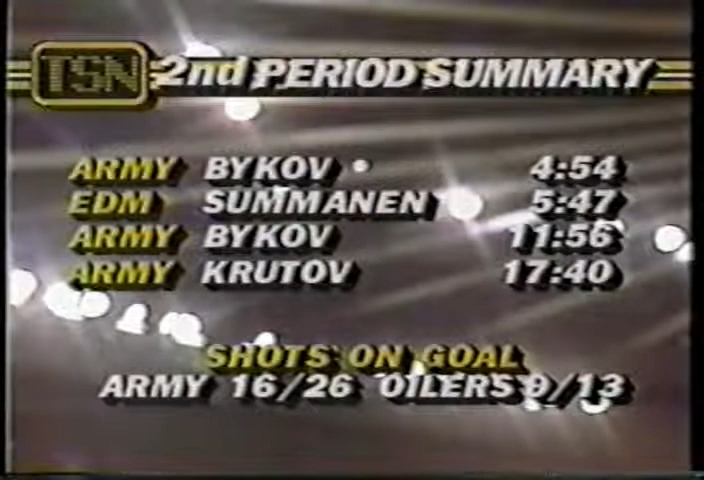 TSN 2nd PERIOD SUMMARY
ARMY BYKOV 4:54
EDM SUMMANEN 5:47
ARMY BYKOV 11:56
ARMY KRUTOV 17:40
SHOTS ON GOAL
ARMY 16/26 OILERS 9/13